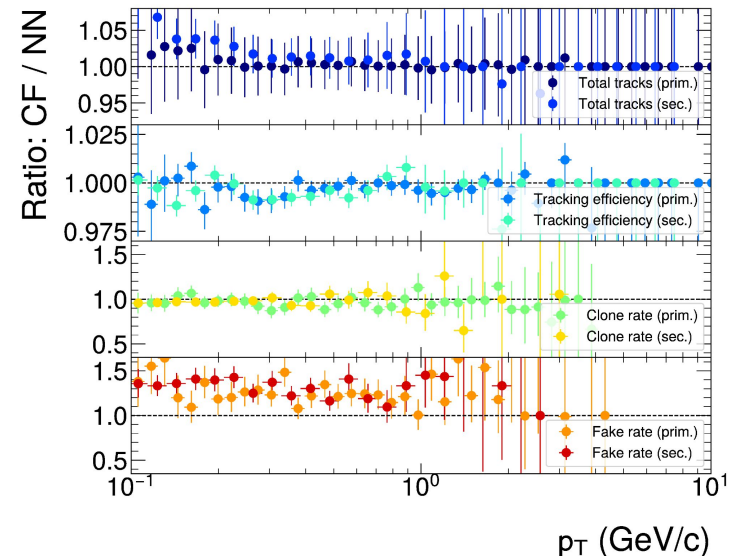 Ratio: CF / NN
1.05
1.00
0.95
Total tracks (prim.)
Total tracks (sec.)
1.025
1.000
0.975
Tracking efficiency (prim.)
Tracking efficiency (sec.)
1.5
1.0
0.5
Clone rate (prim.)
Clone rate (sec.)
1.5
1.0
0.5
Fake rate (prim.)
Fake rate (sec.)
10⁻¹ 10⁰ 10¹
p_T (GeV/c)